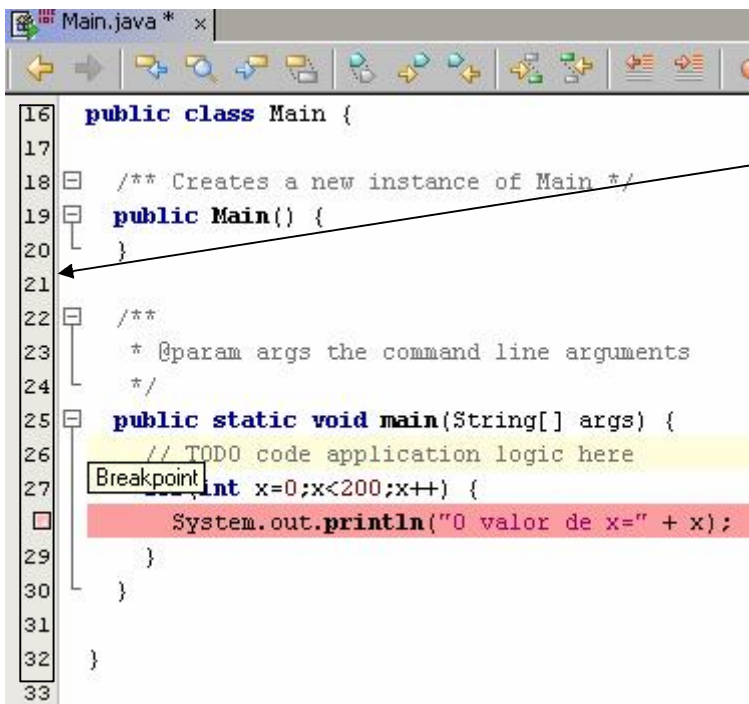 Main.java * x
16 public class Main {
17
18 /** Creates a new instance of Main */
19 public Main() {
20 }
21
22 /**
23 * @param args the command line arguments
24 */
25 public static void main(String[] args) {
26 // TODO code application logic here
Breakpoint
27 int x=0;x<200;x++) {
System.out.println("O valor de x=" + x);
29 }
30 }
31
32 }
33